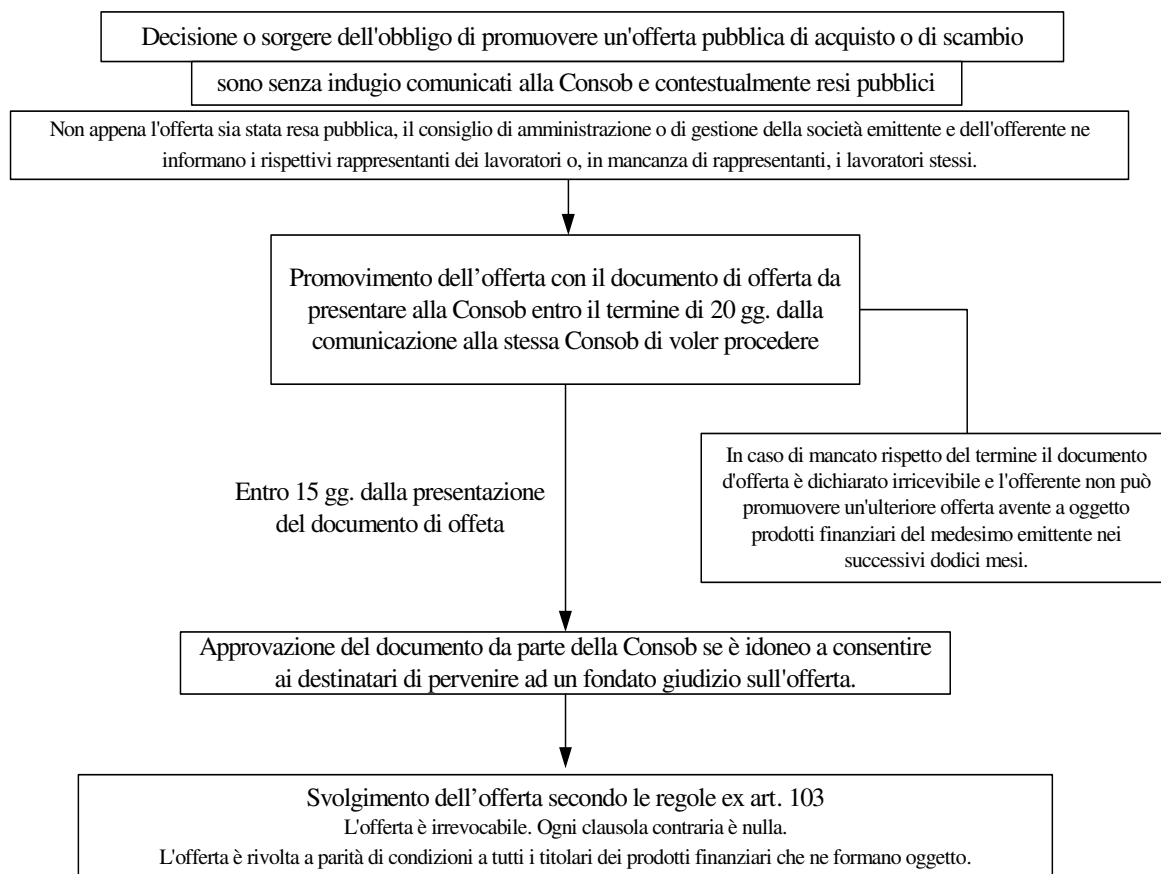 Decisione o sorgere dell'obbligo di promuovere un'offerta pubblica di acquisto o di scambio
sono senza indugio comunicati alla Consob e contestualmente resi pubblici
Non appena l'offerta sia stata resa pubblica, il consiglio di amministrazione o di gestione della società emittente e dell'offerente ne
informano i rispettivi rappresentanti dei lavoratori o, in mancanza di rappresentanti, i lavoratori stessi.
Promovimento dell’offerta con il documento di offerta da
presentare alla Consob entro il termine di 20 gg. dalla
comunicazione alla stessa Consob di voler procedere
In caso di mancato rispetto del termine il documento
d'offerta è dichiarato irricevibile e l'offerente non può
promuovere un'ulteriore offerta avente a oggetto
prodotti finanziari del medesimo emittente nei
successivi dodici mesi.
Entro 15 gg. dalla presentazione
del documento di offeta
Approvazione del documento da parte della Consob se è idoneo a consentire
ai destinatari di pervenire ad un fondato giudizio sull'offerta.
Svolgimento dell’offerta secondo le regole ex art. 103
L'offerta è irrevocabile. Ogni clausola contraria è nulla.
L'offerta è rivolta a parità di condizioni a tutti i titolari dei prodotti finanziari che ne formano oggetto.